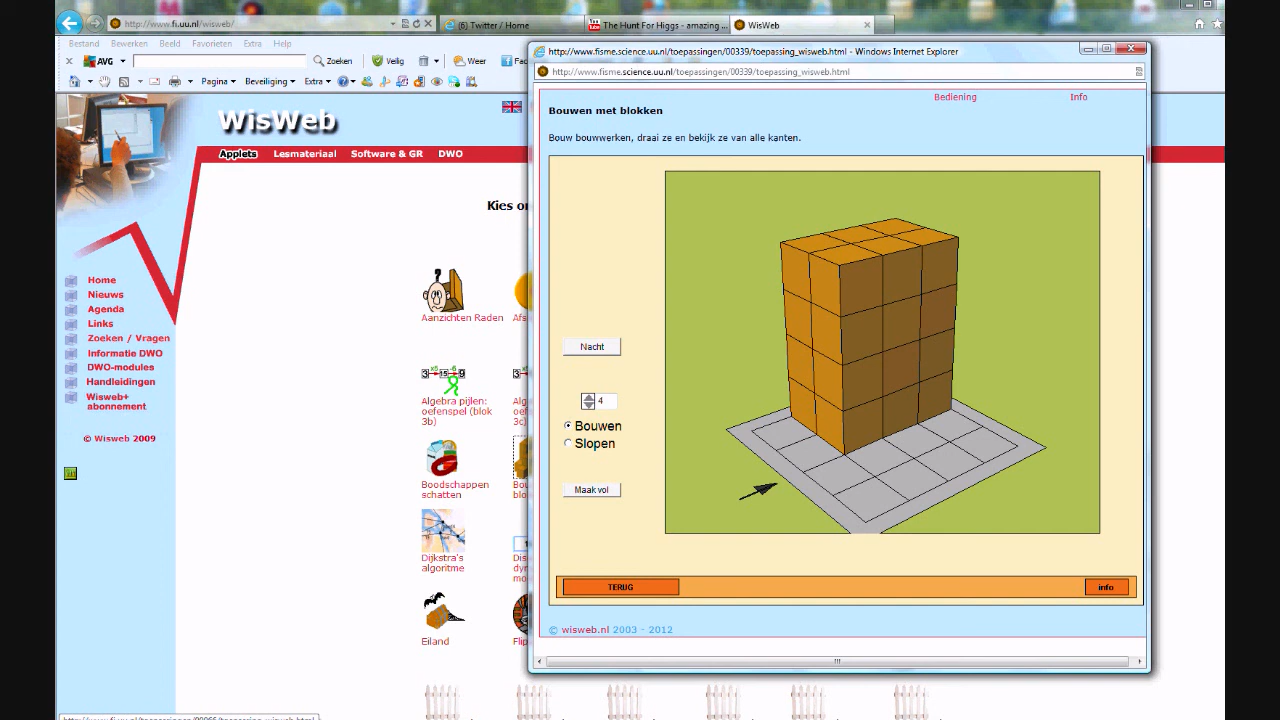 http://www.fi.uu.nl/wisweb/
(6) Twitter / Home
The Hunt For Higgs - amazing ...
WisWeb
Bestand Bewerken Beeld Favorieten Extra Help
AVG Zoeken Veilig Weer
Pagina Beveiliging Extra
http://www.fisme.science.uu.nl/toepassingen/00339/toepassing_wisweb.html - Windows Internet Explorer
http://www.fisme.science.uu.nl/toepassingen/00339/toepassing_wisweb.html
WisWeb
Applets Lesmateriaal Software & GR DWO
Home
Nieuws
Agenda
Links
Zoeken / Vragen
Informatie DWO
DWO-modules
Handleidingen
Wisweb+
abonnement
© Wisweb 2009
Aanzichten Raden
Algebra pijlen:
oefenspel (blok
3b)
3c)
Boodschappen
schatten
Dijkstra's
algoritme
Eiland
Bediening Info
Bouwen met blokken
Bouw bouwwerken, draai ze en bekijk ze van alle kanten.
Nacht
4
Bouwen
Slopen
Maak vol
TERUG
info
© wisweb.nl 2003 - 2012